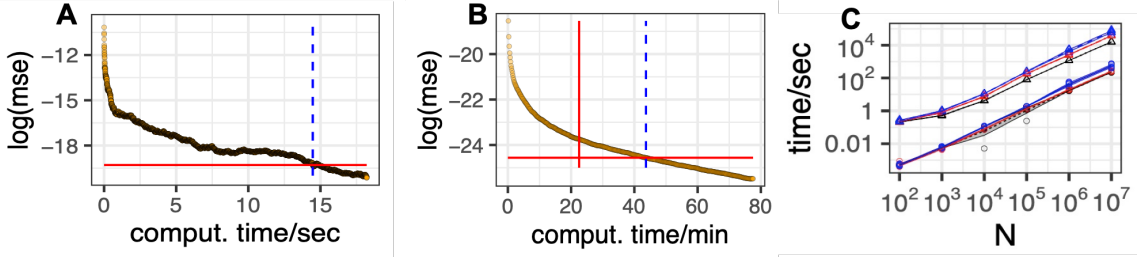 A
log(mse)
−12
−15
−18
0 5 10 15
comput. time/sec
B
log(mse)
−20
−22
−24
0 20 40 60 80
comput. time/min
C
time/sec
10^4
10^2
1
0.01
10^2 10^3 10^4 10^5 10^6 10^7
N